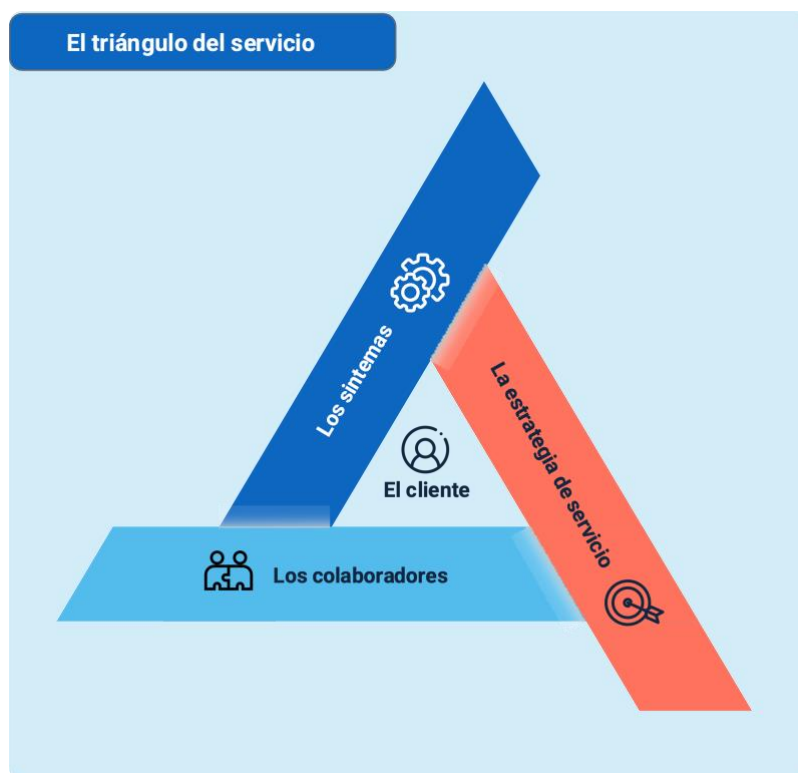 El triángulo del servicio
Los sintemas
La estrategia de servicio
El cliente
Los colaboradores